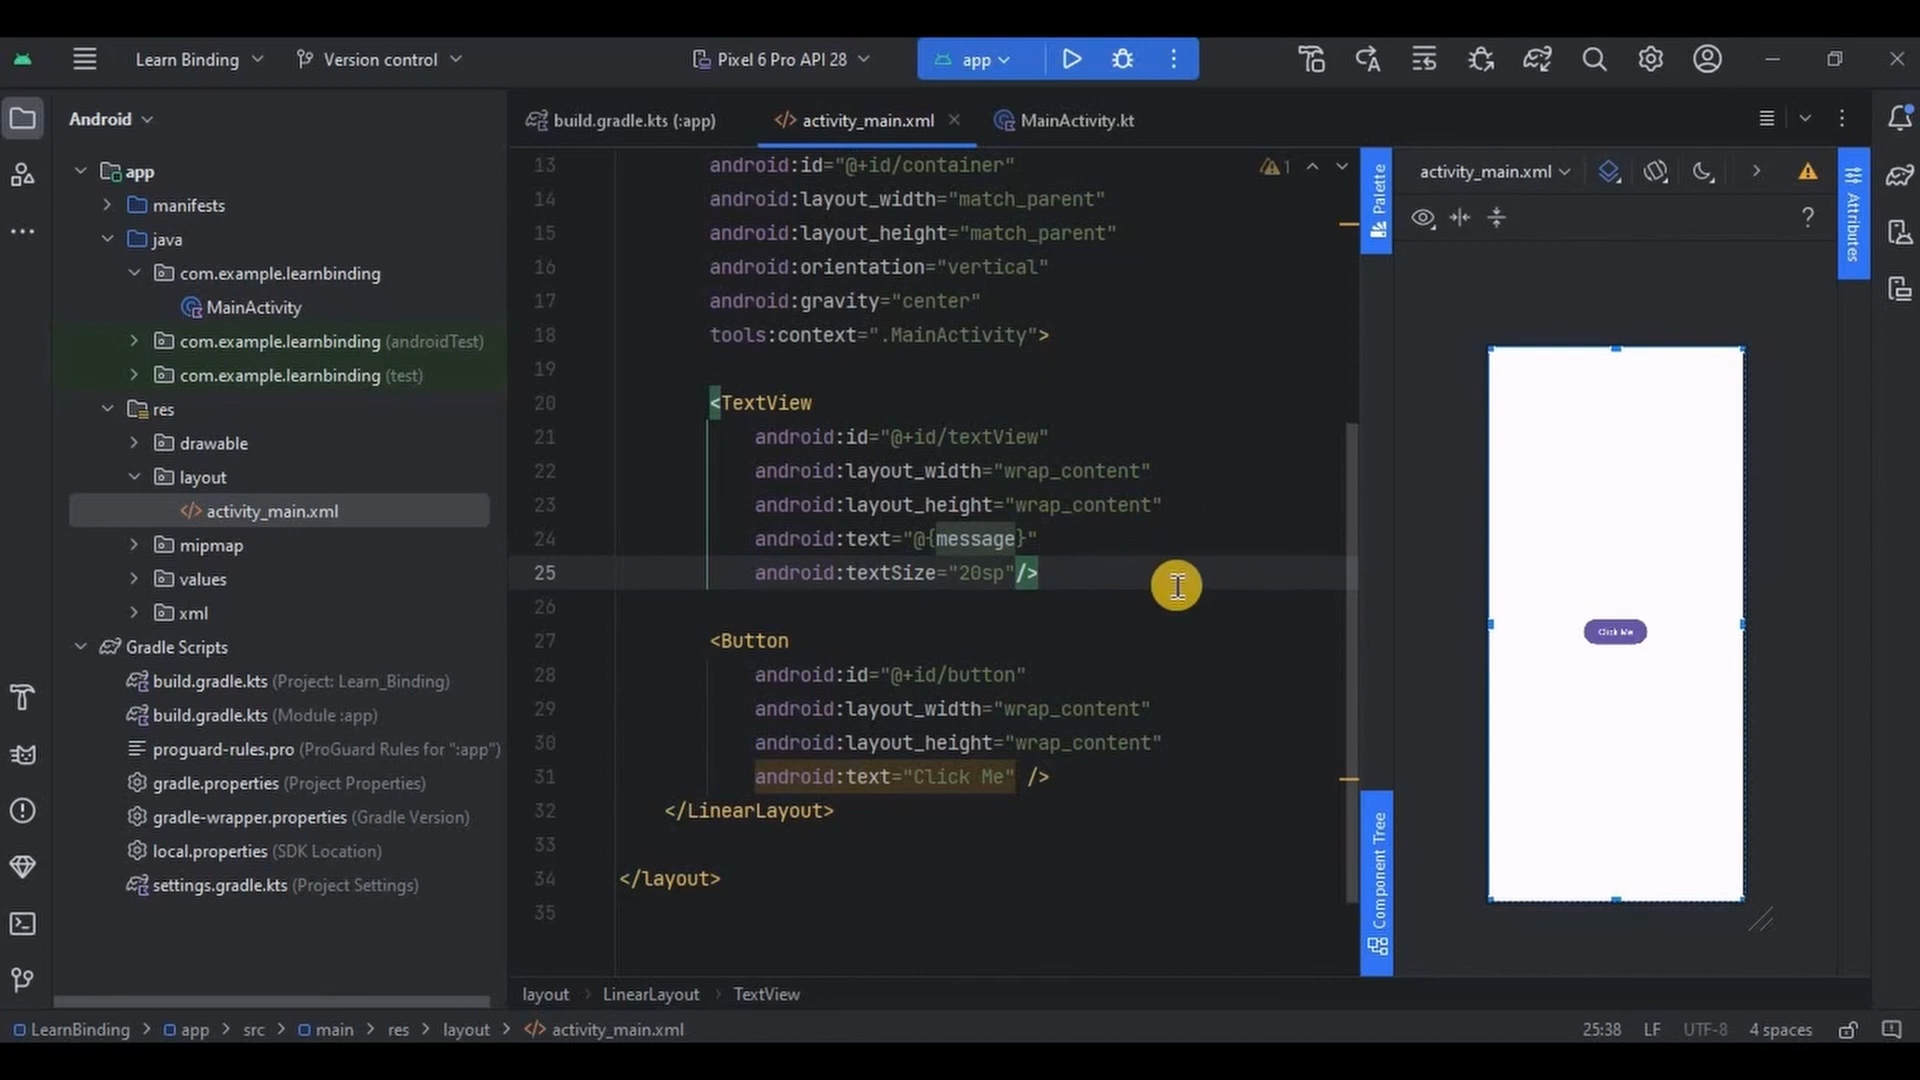 Learn Binding
Version control
Pixel 6 Pro API 28
app
Android
app
manifests
java
com.example.learnbinding
MainActivity
com.example.learnbinding (androidTest)
com.example.learnbinding (test)
res
drawable
layout
activity_main.xml
mipmap
values
xml
Gradle Scripts
build.gradle.kts (Project: Learn_Binding)
build.gradle.kts (Module :app)
proguard-rules.pro (ProGuard Rules for ":app")
gradle.properties (Project Properties)
gradle-wrapper.properties (Gradle Version)
local.properties (SDK Location)
settings.gradle.kts (Project Settings)
build.gradle.kts (:app)
activity_main.xml
MainActivity.kt
13 android:id="@+id/container"
14 android:layout_width="match_parent"
15 android:layout_height="match_parent"
16 android:orientation="vertical"
17 android:gravity="center"
18 tools:context=".MainActivity">
19
20 <TextView
21 android:id="@+id/textView"
22 android:layout_width="wrap_content"
23 android:layout_height="wrap_content"
24 android:text="@{message}"
25 android:textSize="20sp"/>
26
27 <Button
28 android:id="@+id/button"
29 android:layout_width="wrap_content"
30 android:layout_height="wrap_content"
31 android:text="Click Me" />
32 </LinearLayout>
33
34 </layout>
35
1
Palette
Component Tree
activity_main.xml
?
Attributes
Click Me
layout > LinearLayout > TextView
LearnBinding > app > src > main > res > layout > activity_main.xml
25:38 LF UTF-8 4 spaces